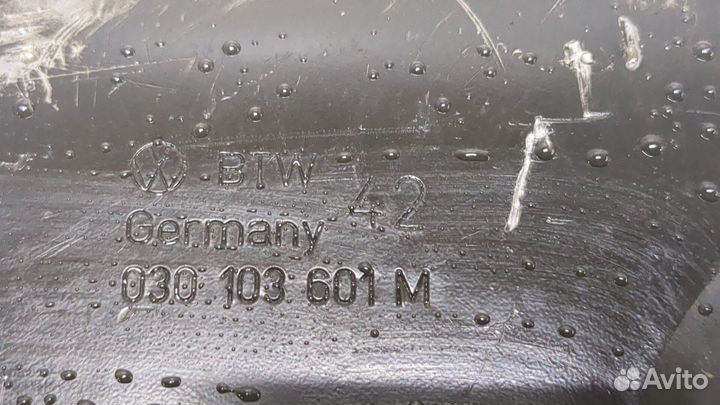 BTW 42
Germany
030 103 601 M
Avito